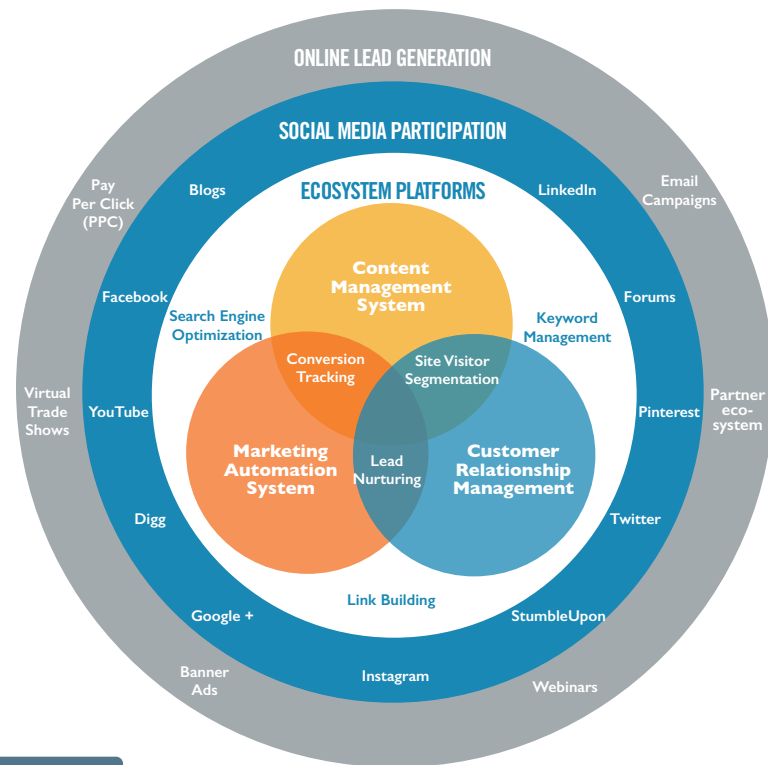 ONLINE LEAD GENERATION
SOCIAL MEDIA PARTICIPATION
ECOSYSTEM PLATFORMS
Pay
Per Click
(PPC)
Blogs
LinkedIn
Email
Campaigns
Content
Management
System
Facebook
Forums
Search Engine
Optimization
Keyword
Management
Conversion
Tracking
Site Visitor
Segmentation
Virtual
Trade
Shows
YouTube
Pinterest
Partner
eco-
system
Marketing
Automation
System
Lead
Nurturing
Customer
Relationship
Management
Digg
Twitter
Link Building
Google +
StumbleUpon
Banner
Ads
Instagram
Webinars